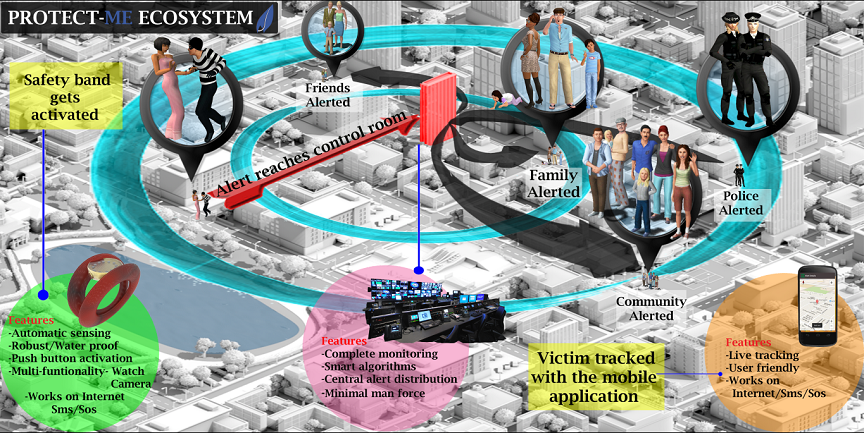 PROTECT-ME ECOSYSTEM
Safety band
gets
activated
Friends
Alerted
Alert reaches control room
Family
Alerted
Police
Alerted
Community
Alerted
Features
-Automatic sensing
-Robust/Water proof
-Push button activation
-Multi-funtionality- Watch
Camera
-Works on Internet
Sms/Sos
Features
-Complete monitoring
-Smart algorithms
-Central alert distribution
-Minimal man force
Victim tracked
with the mobile
application
Features
-Live tracking
-User friendly
-Works on
Internet/Sms/Sos